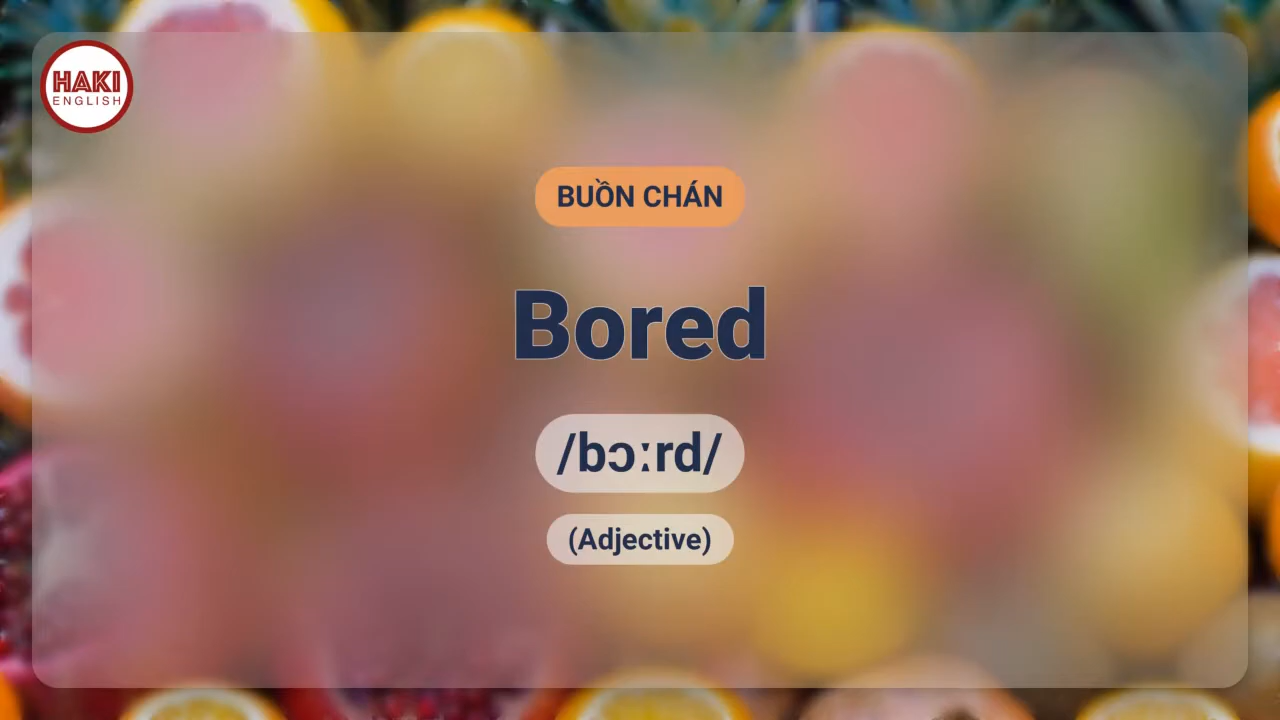 HAKI
ENGLISH
BUỒN CHÁN
Bored
/bɔːrd/
(Adjective)